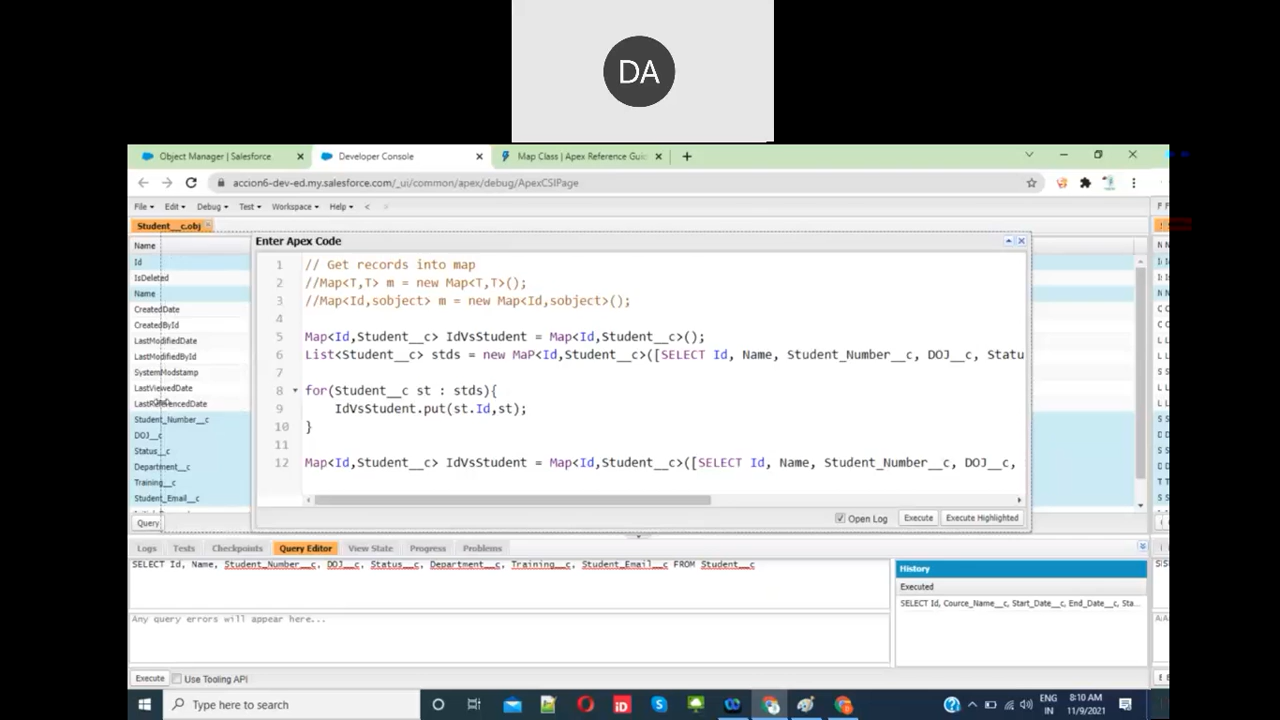 DA
Object Manager | Salesforce
Developer Console
Map Class | Apex Reference Gui
accion6-dev-ed.my.salesforce.com/_ui/common/apex/debug/ApexCSIPage
File Edit Debug Test Workspace Help < >
Student__c.obj
Name
Id
IsDeleted
Name
CreatedDate
CreatedById
LastModifiedDate
LastModifiedById
SystemModstamp
LastViewedDate
LastReferencedDate
Student_Number__c
DOJ__c
Status__c
Department__c
Training__c
Student_Email__c
Query
Enter Apex Code
1 // Get records into map
2 //Map<T,T> m = new Map<T,T>();
3 //Map<Id,sobject> m = new Map<Id,sobject>();
4
5 Map<Id,Student__c> IdVsStudent = Map<Id,Student__c>();
6 List<Student__c> stds = new MaP<Id,Student__c>([SELECT Id, Name, Student_Number__c, DOJ__c, Statu
7
8 for(Student__c st : stds){
9 IdVsStudent.put(st.Id,st);
10 }
11
12 Map<Id,Student__c> IdVsStudent = Map<Id,Student__c>([SELECT Id, Name, Student_Number__c, DOJ__c,
Open Log Execute Execute Highlighted
Logs Tests Checkpoints Query Editor View State Progress Problems
SELECT Id, Name, Student_Number__c, DOJ__c, Status__c, Department__c, Training__c, Student_Email__c FROM Student__c
Any query errors will appear here...
History
Executed
SELECT Id, Cource_Name__c, Start_Date__c, End_Date__c, Sta...
Execute Use Tooling API
Type here to search
ENG
IN
8:10 AM
11/9/2021